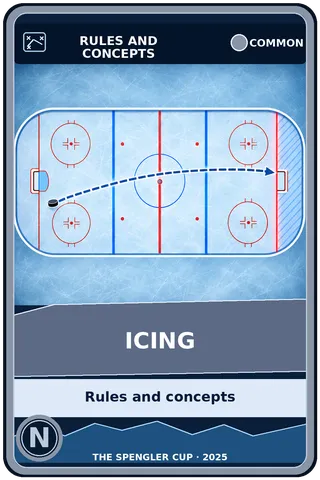 RULES AND
CONCEPTS
COMMON
ICING
Rules and concepts
N
THE SPENGLER CUP · 2025